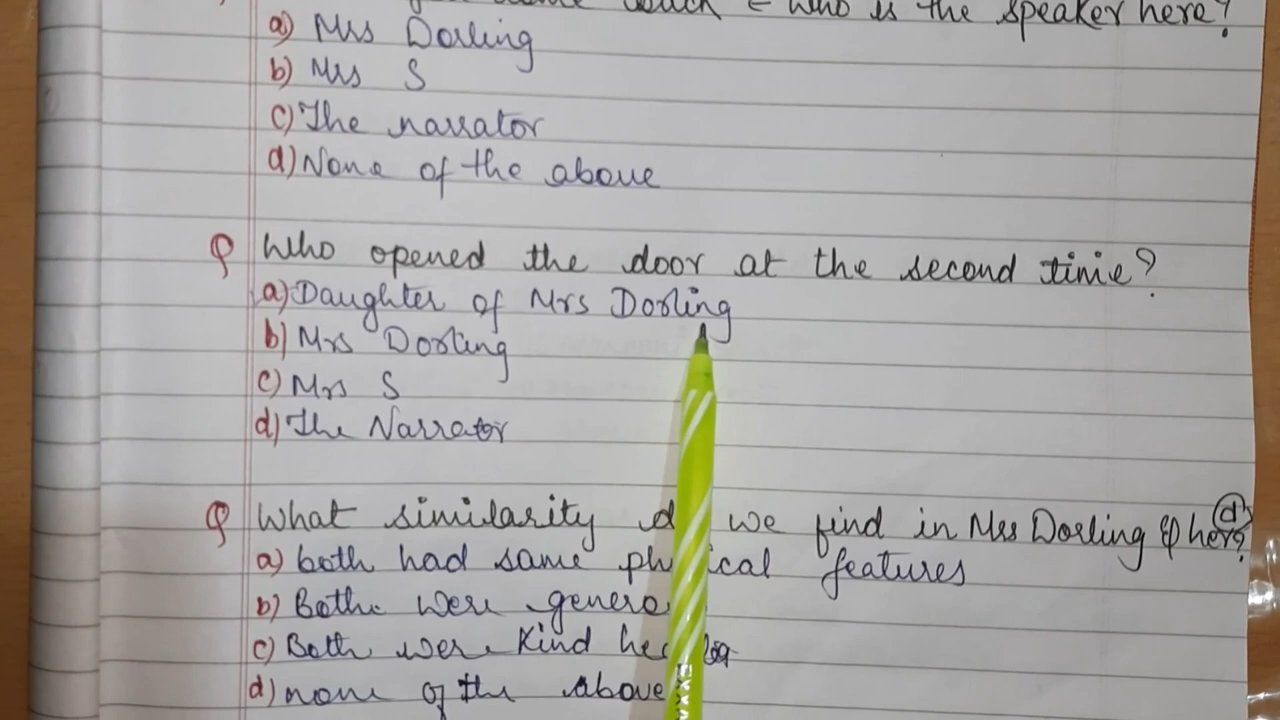 who is the speaker here?
a) Mrs Dorling
b) Mrs S
c) The narrator
d) None of the above
Q Who opened the door at the second time?
a) Daughter of Mrs Dorling
b) Mrs Dorling
c) Mrs S
d) The Narrator
Q What similarity we find in Mrs Dorling & her?
a) both had same features
b) Bothe were
c) Both were Kind
d) none of the above